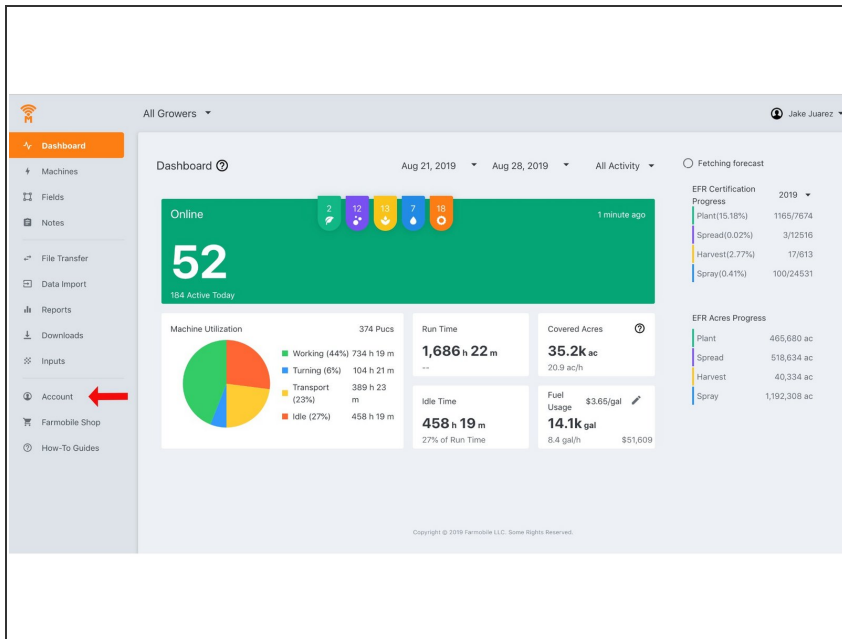 All Growers
Jake Juarez
Dashboard
Machines
Fields
Notes
File Transfer
Data Import
Reports
Downloads
Inputs
Account
Farmobile Shop
How-To Guides
Dashboard
Aug 21, 2019
Aug 28, 2019
All Activity
Online
2
12
13
7
18
1 minute ago
52
184 Active Today
Machine Utilization
374 Pucs
Working (44%) 734 h 19 m
Turning (6%) 104 h 21 m
Transport 389 h 23
(23%) m
Idle (27%) 458 h 19 m
Run Time
1,686 h 22 m
--
Covered Acres
35.2k ac
20.9 ac/h
Idle Time
458 h 19 m
27% of Run Time
Fuel
Usage
$3.65/gal
14.1k gal
8.4 gal/h
$51,609
Fetching forecast
EFR Certification
Progress
2019
Plant(15.18%) 1165/7674
Spread(0.02%) 3/12516
Harvest(2.77%) 17/613
Spray(0.41%) 100/24531
EFR Acres Progress
Plant 465,680 ac
Spread 518,634 ac
Harvest 40,334 ac
Spray 1,192,308 ac
Copyright © 2019 Farmobile LLC. Some Rights Reserved.